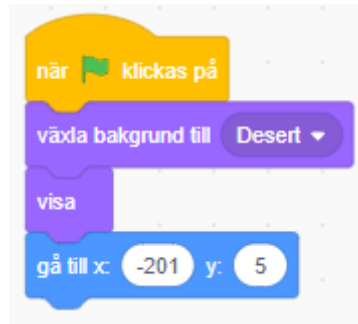 när klickas på
växla bakgrund till Desert
visa
gå till x: -201 y: 5